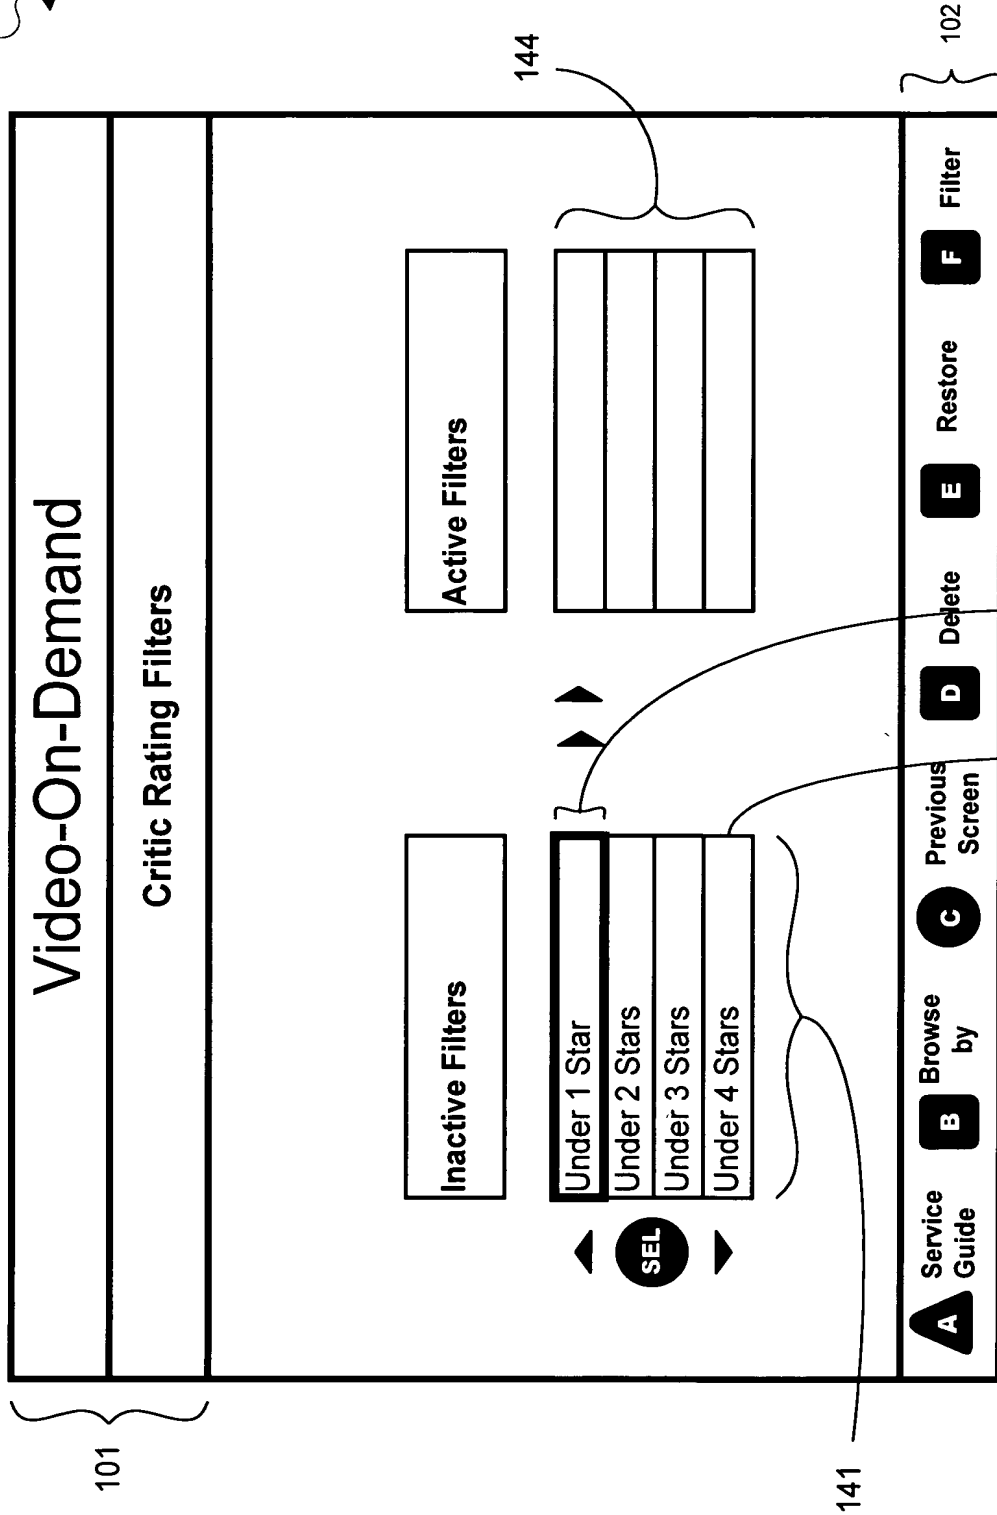 Video-On-Demand
101
Critic Rating Filters
144
Inactive Filters
Active Filters
Under 1 Star
Under 2 Stars
Under 3 Stars
Under 4 Stars
SEL
141
A Service Guide
B Browse by
C Previous Screen
D Delete
E Restore
F Filter
102